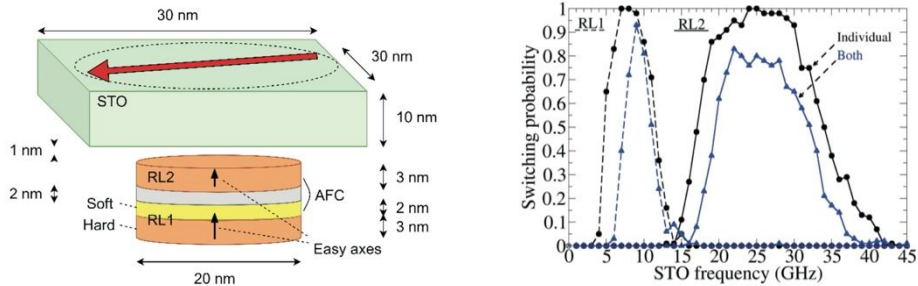 30 nm
30 nm
STO
10 nm
1 nm
RL2
3 nm
2 nm
AFC
Soft
2 nm
RL1
Hard
3 nm
Easy axes
20 nm
Switching probability
1
0.9
0.8
0.7
0.6
0.5
0.4
0.3
0.2
0.1
0
RL1
RL2
Individual
Both
0 5 10 15 20 25 30 35 40 45
STO frequency (GHz)